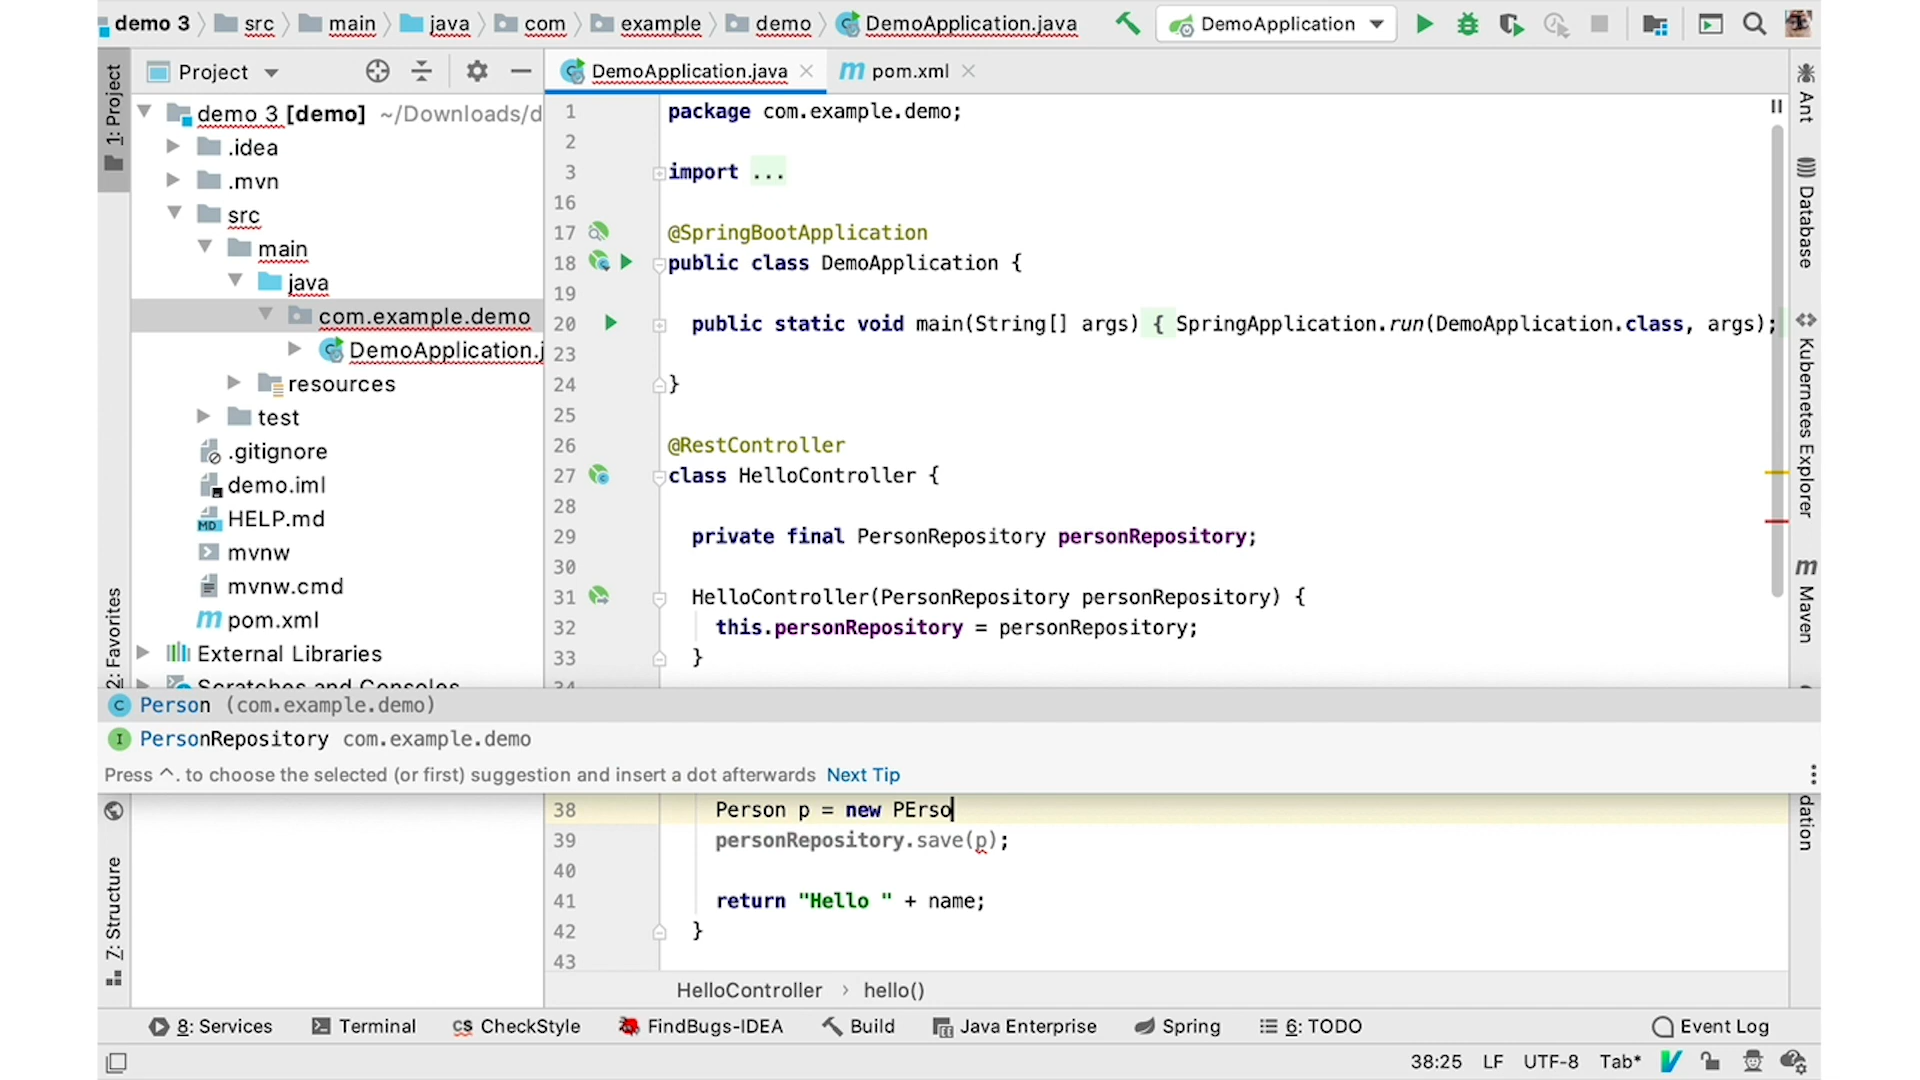 demo 3 src main java com example demo DemoApplication.java DemoApplication
1: Project
Project
demo 3 [demo] ~/Downloads/d
.idea
.mvn
src
main
java
com.example.demo
DemoApplication.j
resources
test
.gitignore
demo.iml
HELP.md
mvnw
mvnw.cmd
pom.xml
External Libraries
Scratches and Consoles
2: Favorites
Z: Structure
DemoApplication.java pom.xml
1 package com.example.demo;
2
3 import ...
16
17 @SpringBootApplication
18 public class DemoApplication {
19
20 public static void main(String[] args) { SpringApplication.run(DemoApplication.class, args);
23
24 }
25
26 @RestController
27 class HelloController {
28
29 private final PersonRepository personRepository;
30
31 HelloController(PersonRepository personRepository) {
32 this.personRepository = personRepository;
33 }
34
C Person (com.example.demo)
I PersonRepository com.example.demo
Press ^. to choose the selected (or first) suggestion and insert a dot afterwards Next Tip
38 Person p = new PErso
39 personRepository.save(p);
40
41 return "Hello " + name;
42 }
43
HelloController › hello()
Ant
Database
Kubernetes Explorer
Maven
dation
8: Services Terminal CheckStyle FindBugs-IDEA Build Java Enterprise Spring 6: TODO Event Log
38:25 LF UTF-8 Tab*